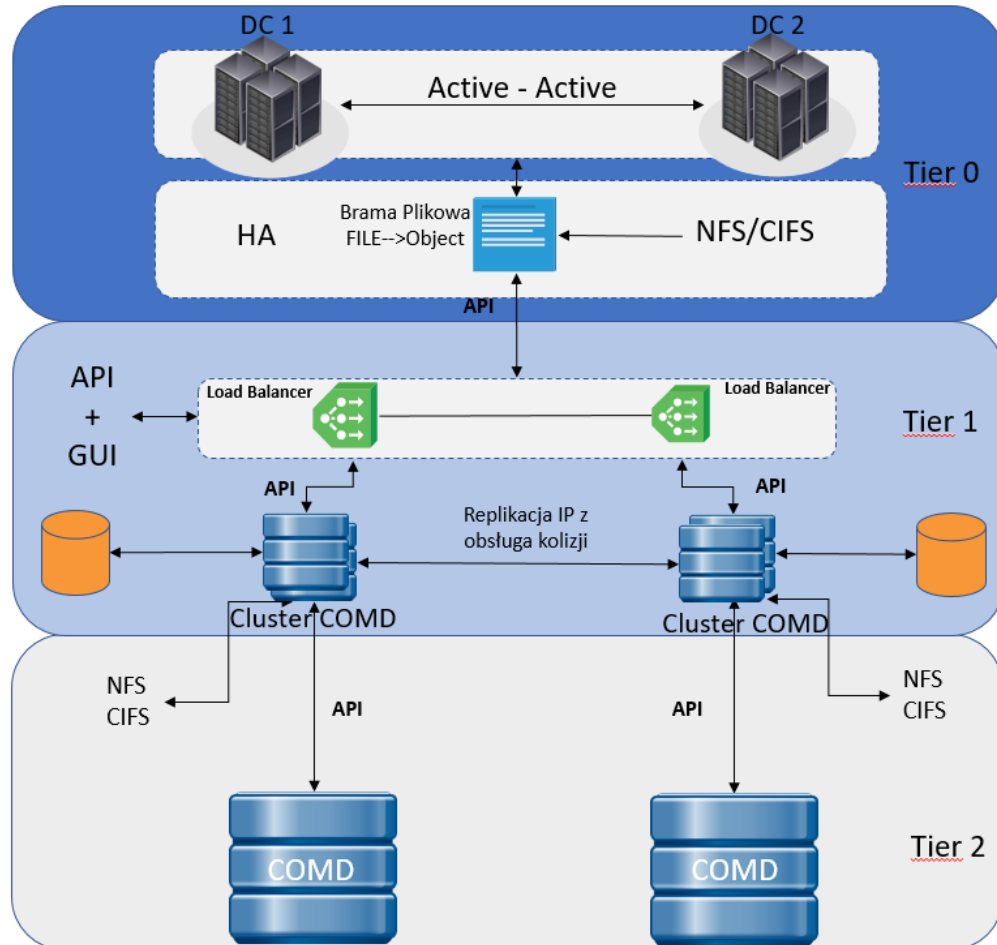 DC 1
DC 2
Active - Active
Tier 0
Brama Plikowa
FILE-->Object
HA
NFS/CIFS
API
API
+
GUI
Load Balancer
Load Balancer
Tier 1
API
API
Replikacja IP z
obsługa kolizji
Cluster COMD
Cluster COMD
NFS
CIFS
API
API
NFS
CIFS
COMD
COMD
Tier 2